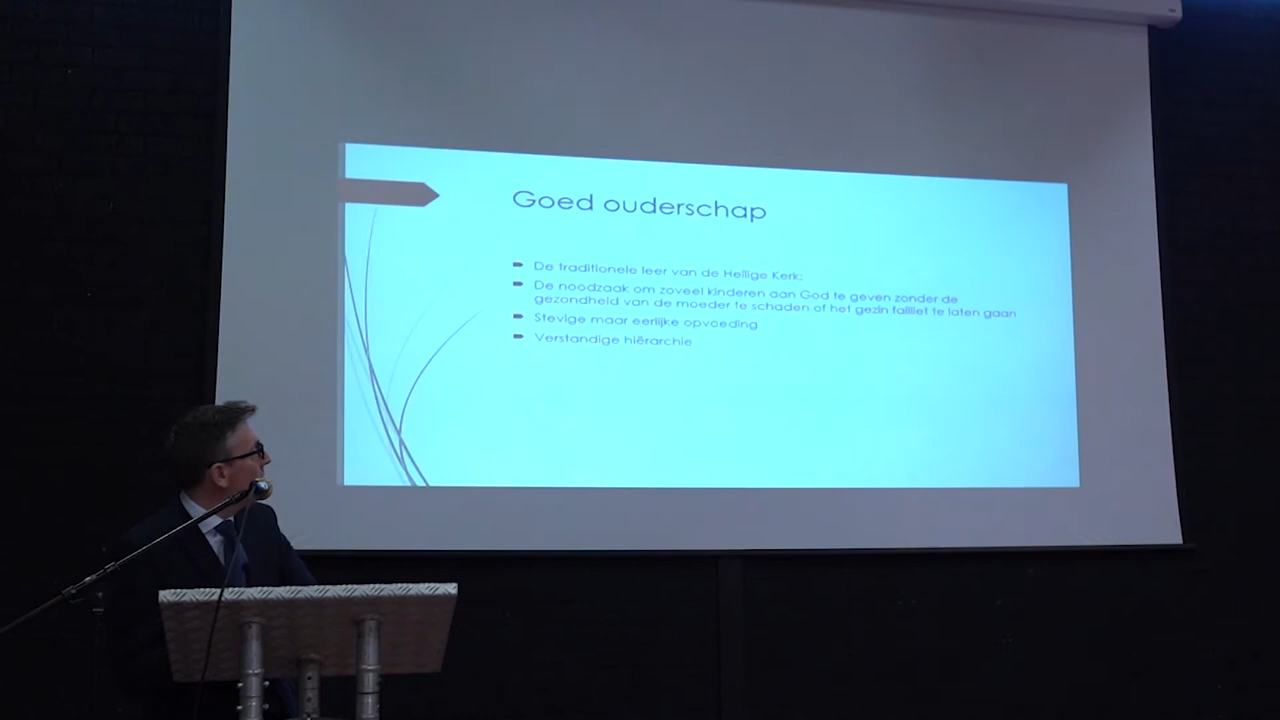 Goed ouderschap
De traditionele leer van de Heilige Kerk:
De noodzaak om zoveel kinderen aan God te geven zonder de
gezondheid van de moeder te schaden of het gezin failliet te laten gaan
Stevige maar eerlijke opvoeding
Verstandige hiërarchie